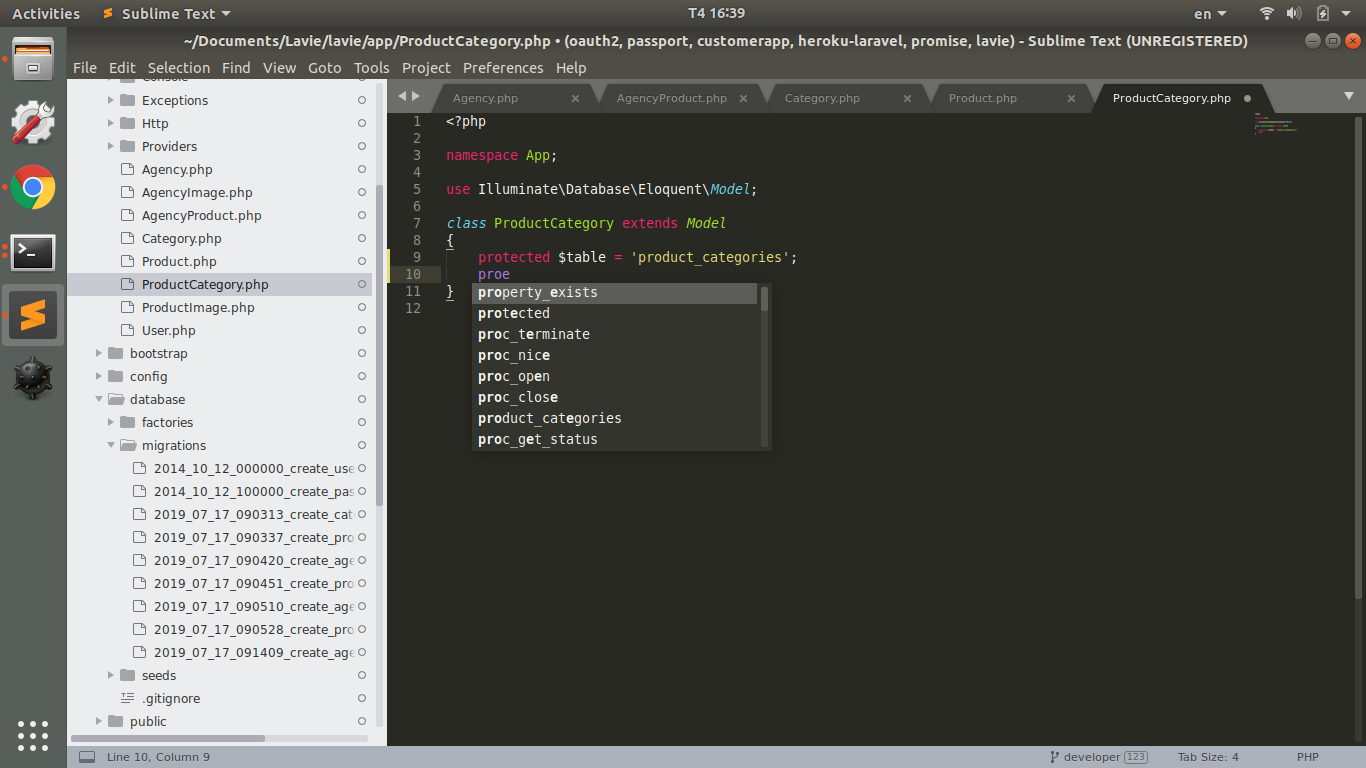 Activities
Sublime Text
T4 16:39
en
~/Documents/Lavie/lavie/app/ProductCategory.php • (oauth2, passport, customerapp, heroku-laravel, promise, lavie) - Sublime Text (UNREGISTERED)
File Edit Selection Find View Goto Tools Project Preferences Help
Console
Exceptions
Http
Providers
Agency.php
AgencyImage.php
AgencyProduct.php
Category.php
Product.php
ProductCategory.php
ProductImage.php
User.php
bootstrap
config
database
factories
migrations
2014_10_12_000000_create_use
2014_10_12_100000_create_pas
2019_07_17_090313_create_cat
2019_07_17_090337_create_pro
2019_07_17_090420_create_age
2019_07_17_090451_create_pro
2019_07_17_090510_create_age
2019_07_17_090528_create_pro
2019_07_17_091409_create_age
seeds
.gitignore
public
Agency.php × AgencyProduct.php × Category.php × Product.php × ProductCategory.php
1 <?php
2
3 namespace App;
4
5 use Illuminate\Database\Eloquent\Model;
6
7 class ProductCategory extends Model
8 {
9 protected $table = 'product_categories';
10 proe
11 }
12
property_exists
protected
proc_terminate
proc_nice
proc_open
proc_close
product_categories
proc_get_status
Line 10, Column 9
developer 123
Tab Size: 4
PHP